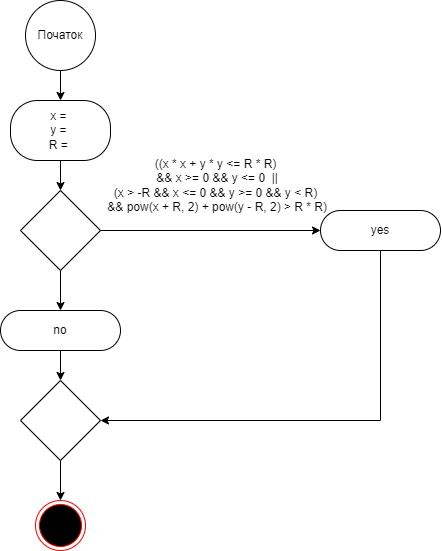 Початок
x =
y =
R =
((x * x + y * y <= R * R)
&& x >= 0 && y <= 0 ||
(x > -R && x <= 0 && y >= 0 && y < R)
&& pow(x + R, 2) + pow(y - R, 2) > R * R)
yes
no